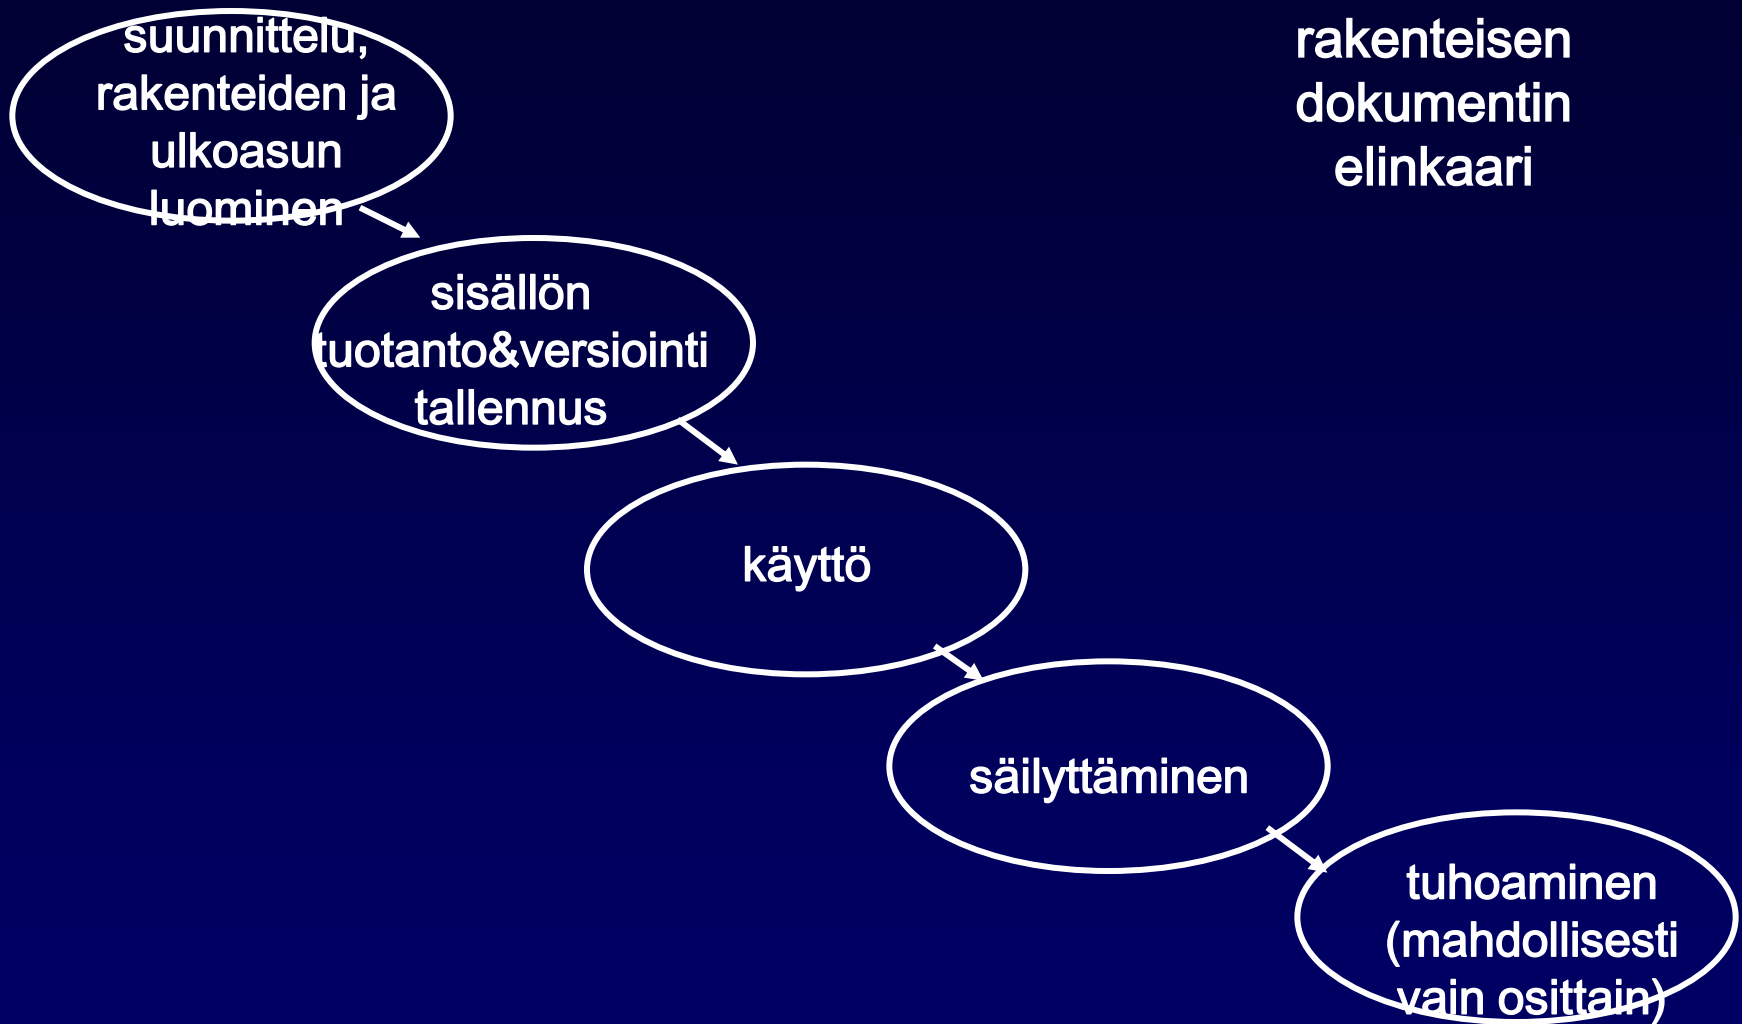 rakenteisen
dokumentin
elinkaari
suunnittelu,
rakenteiden ja
ulkoasun
luominen
sisällön
tuotanto&versiointi
tallennus
käyttö
säilyttäminen
tuhoaminen
(mahdollisesti
vain osittain)